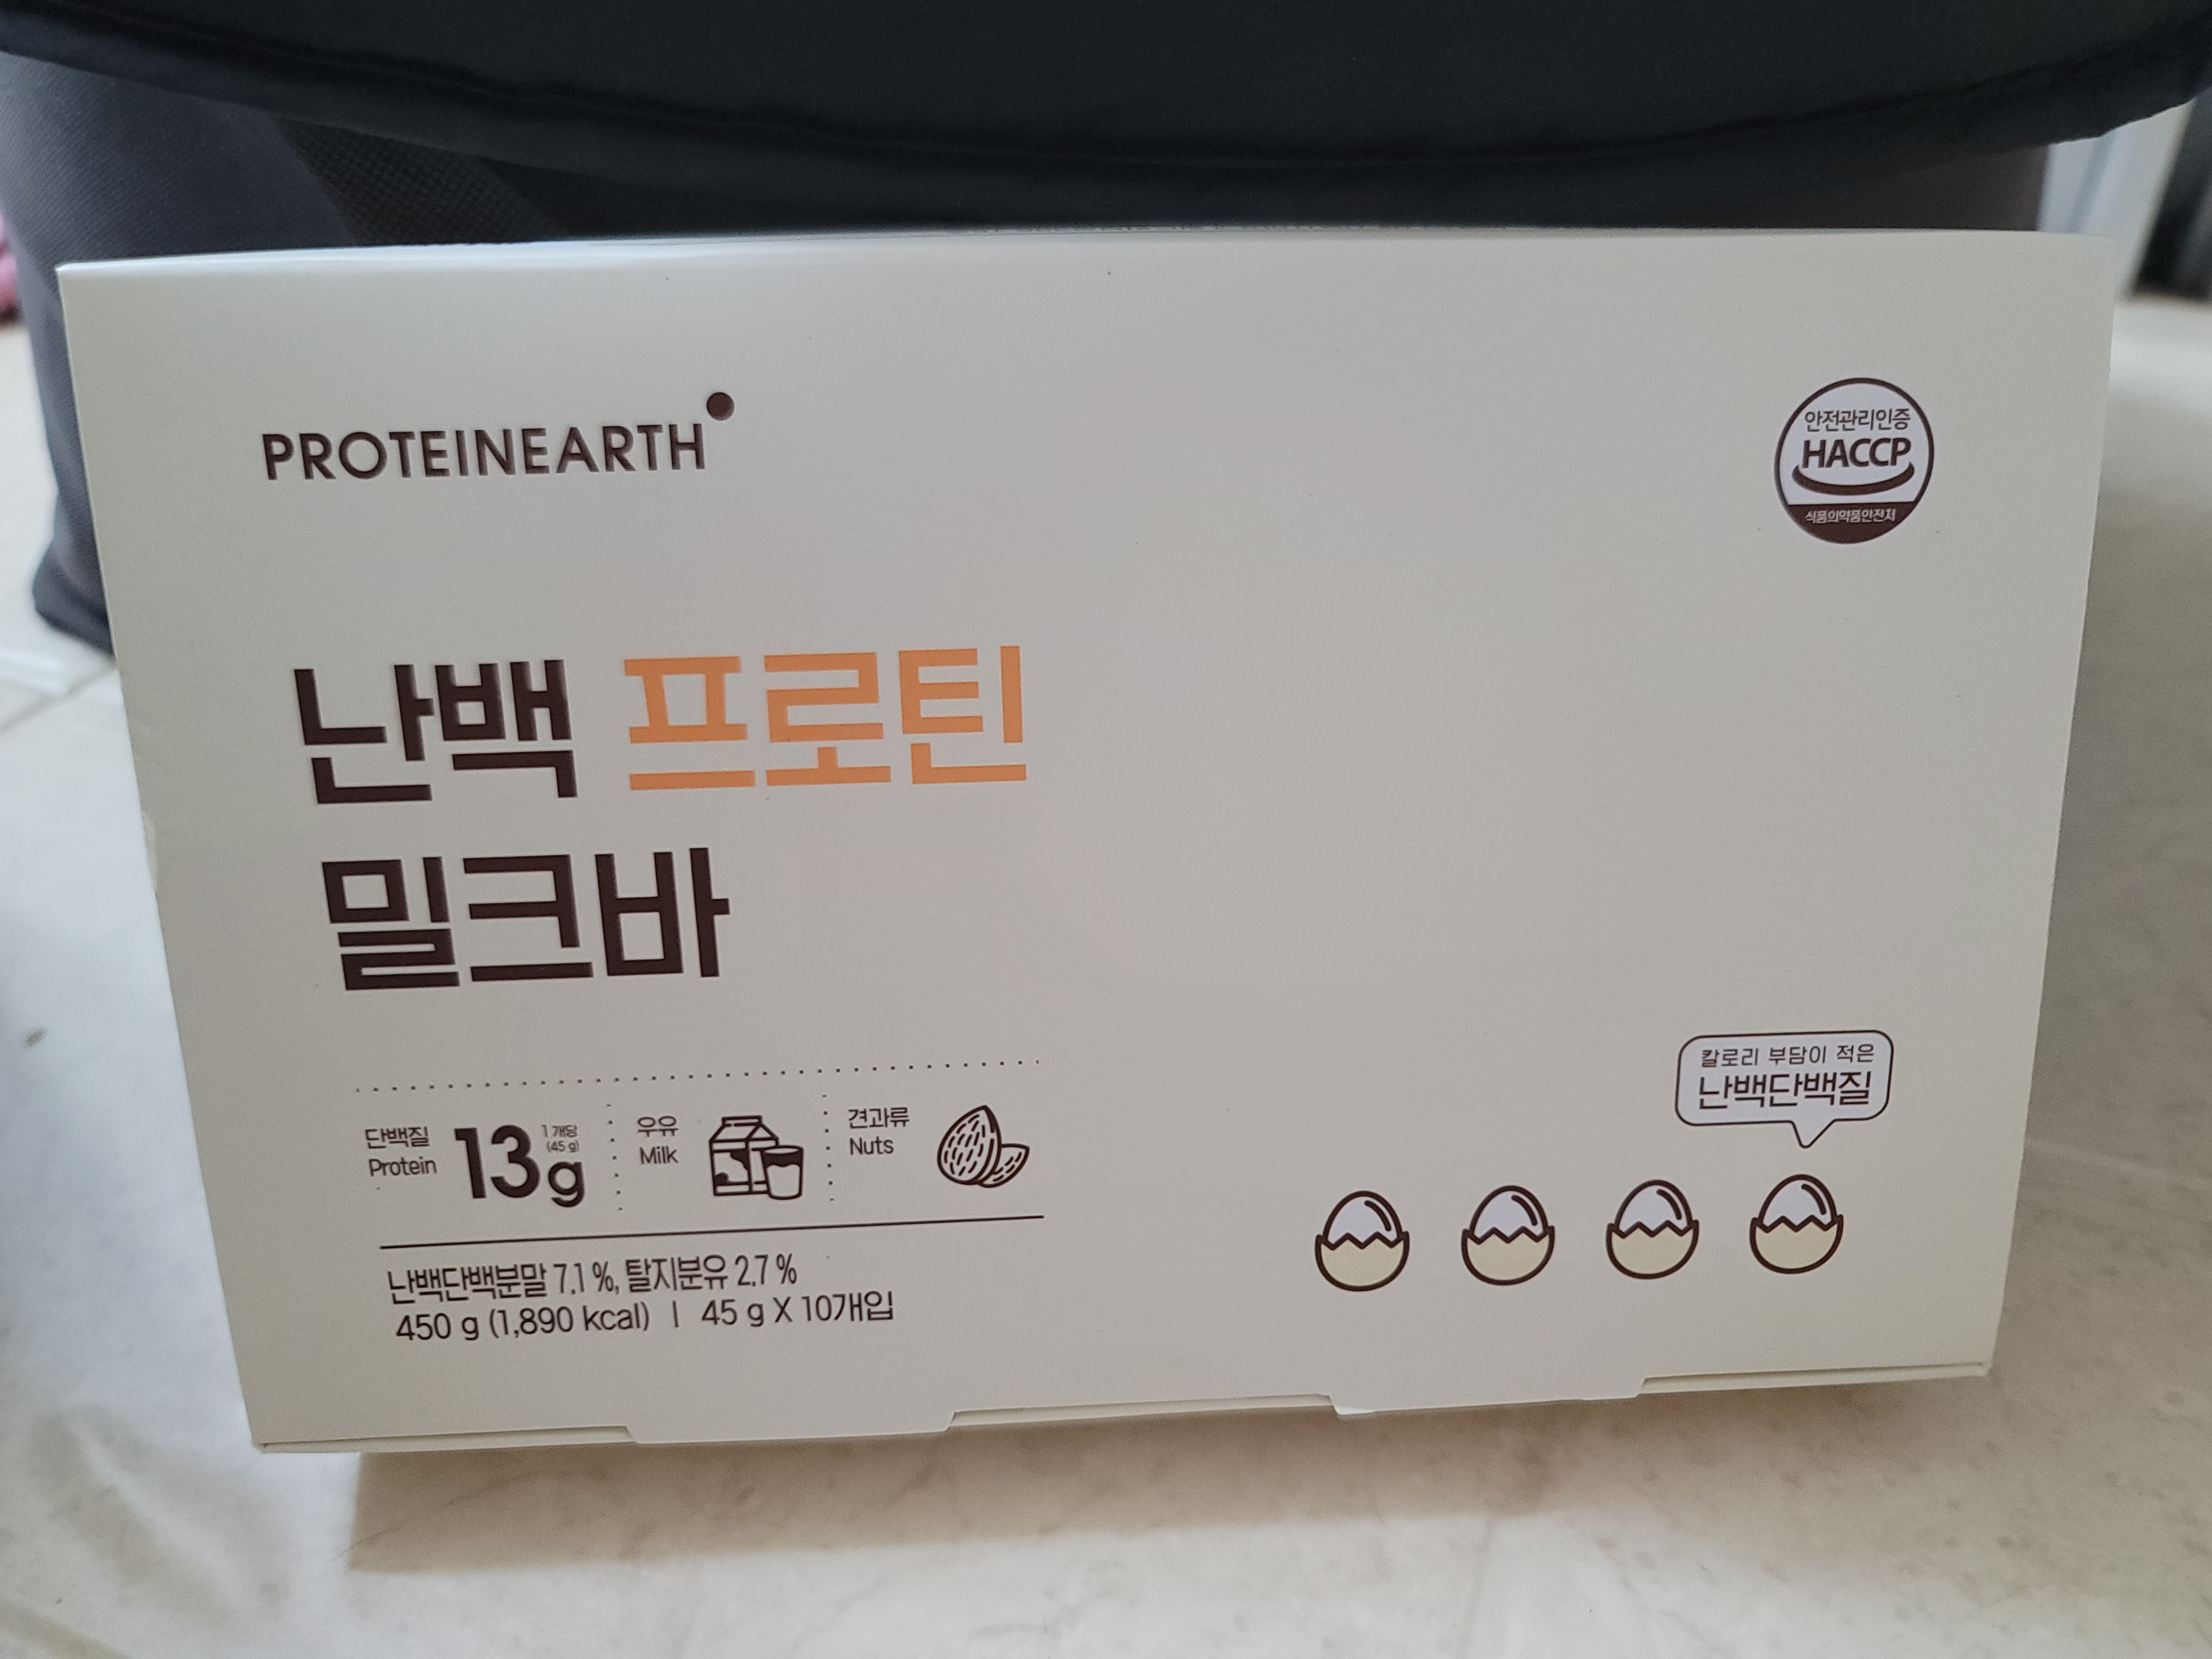 PROTEINEARTH
안전관리인증
HACCP
식품의약품안전처
난백 프로틴
밀크바
칼로리 부담이 적은
난백단백질
단백질
Protein
13g
1개당
(45 g)
우유
Milk
견과류
Nuts
난백단백분말 7.1 %, 탈지분유 2.7 %
450 g (1,890 kcal) | 45 g X 10개입